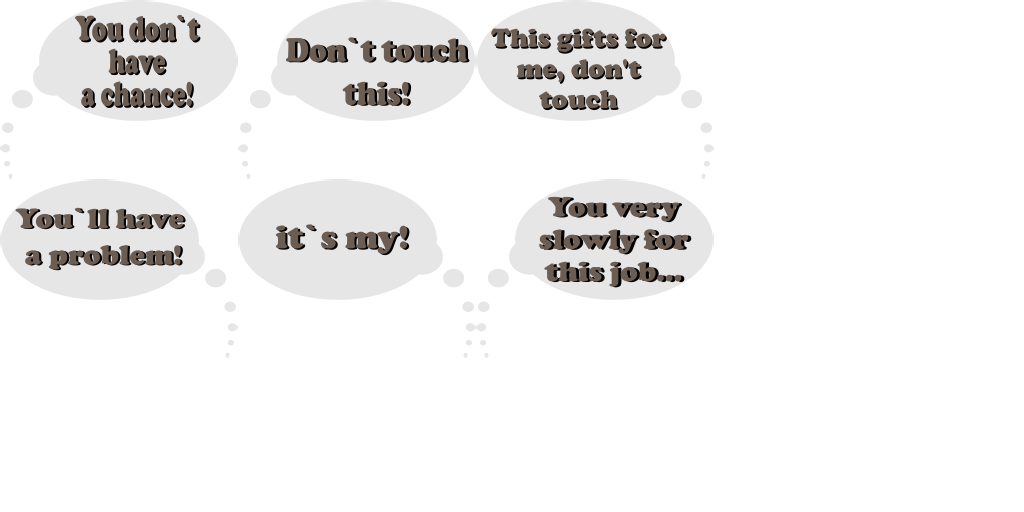 You don`t
have
a chance!
Don`t touch
this!
This gifts for
me, don't
touch
You`ll have
a problem!
it`s my!
You very
slowly for
this job...